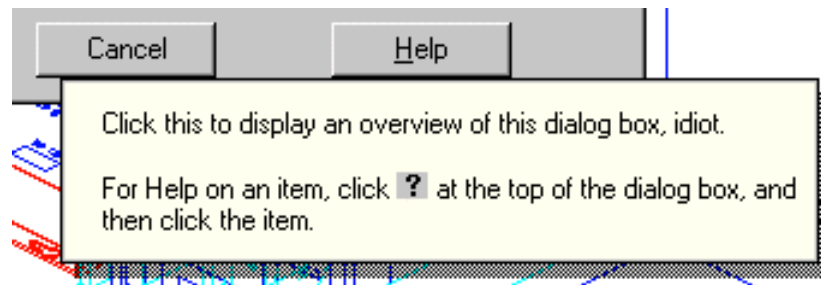 Cancel Help
Click this to display an overview of this dialog box, idiot.
For Help on an item, click ? at the top of the dialog box, and
then click the item.